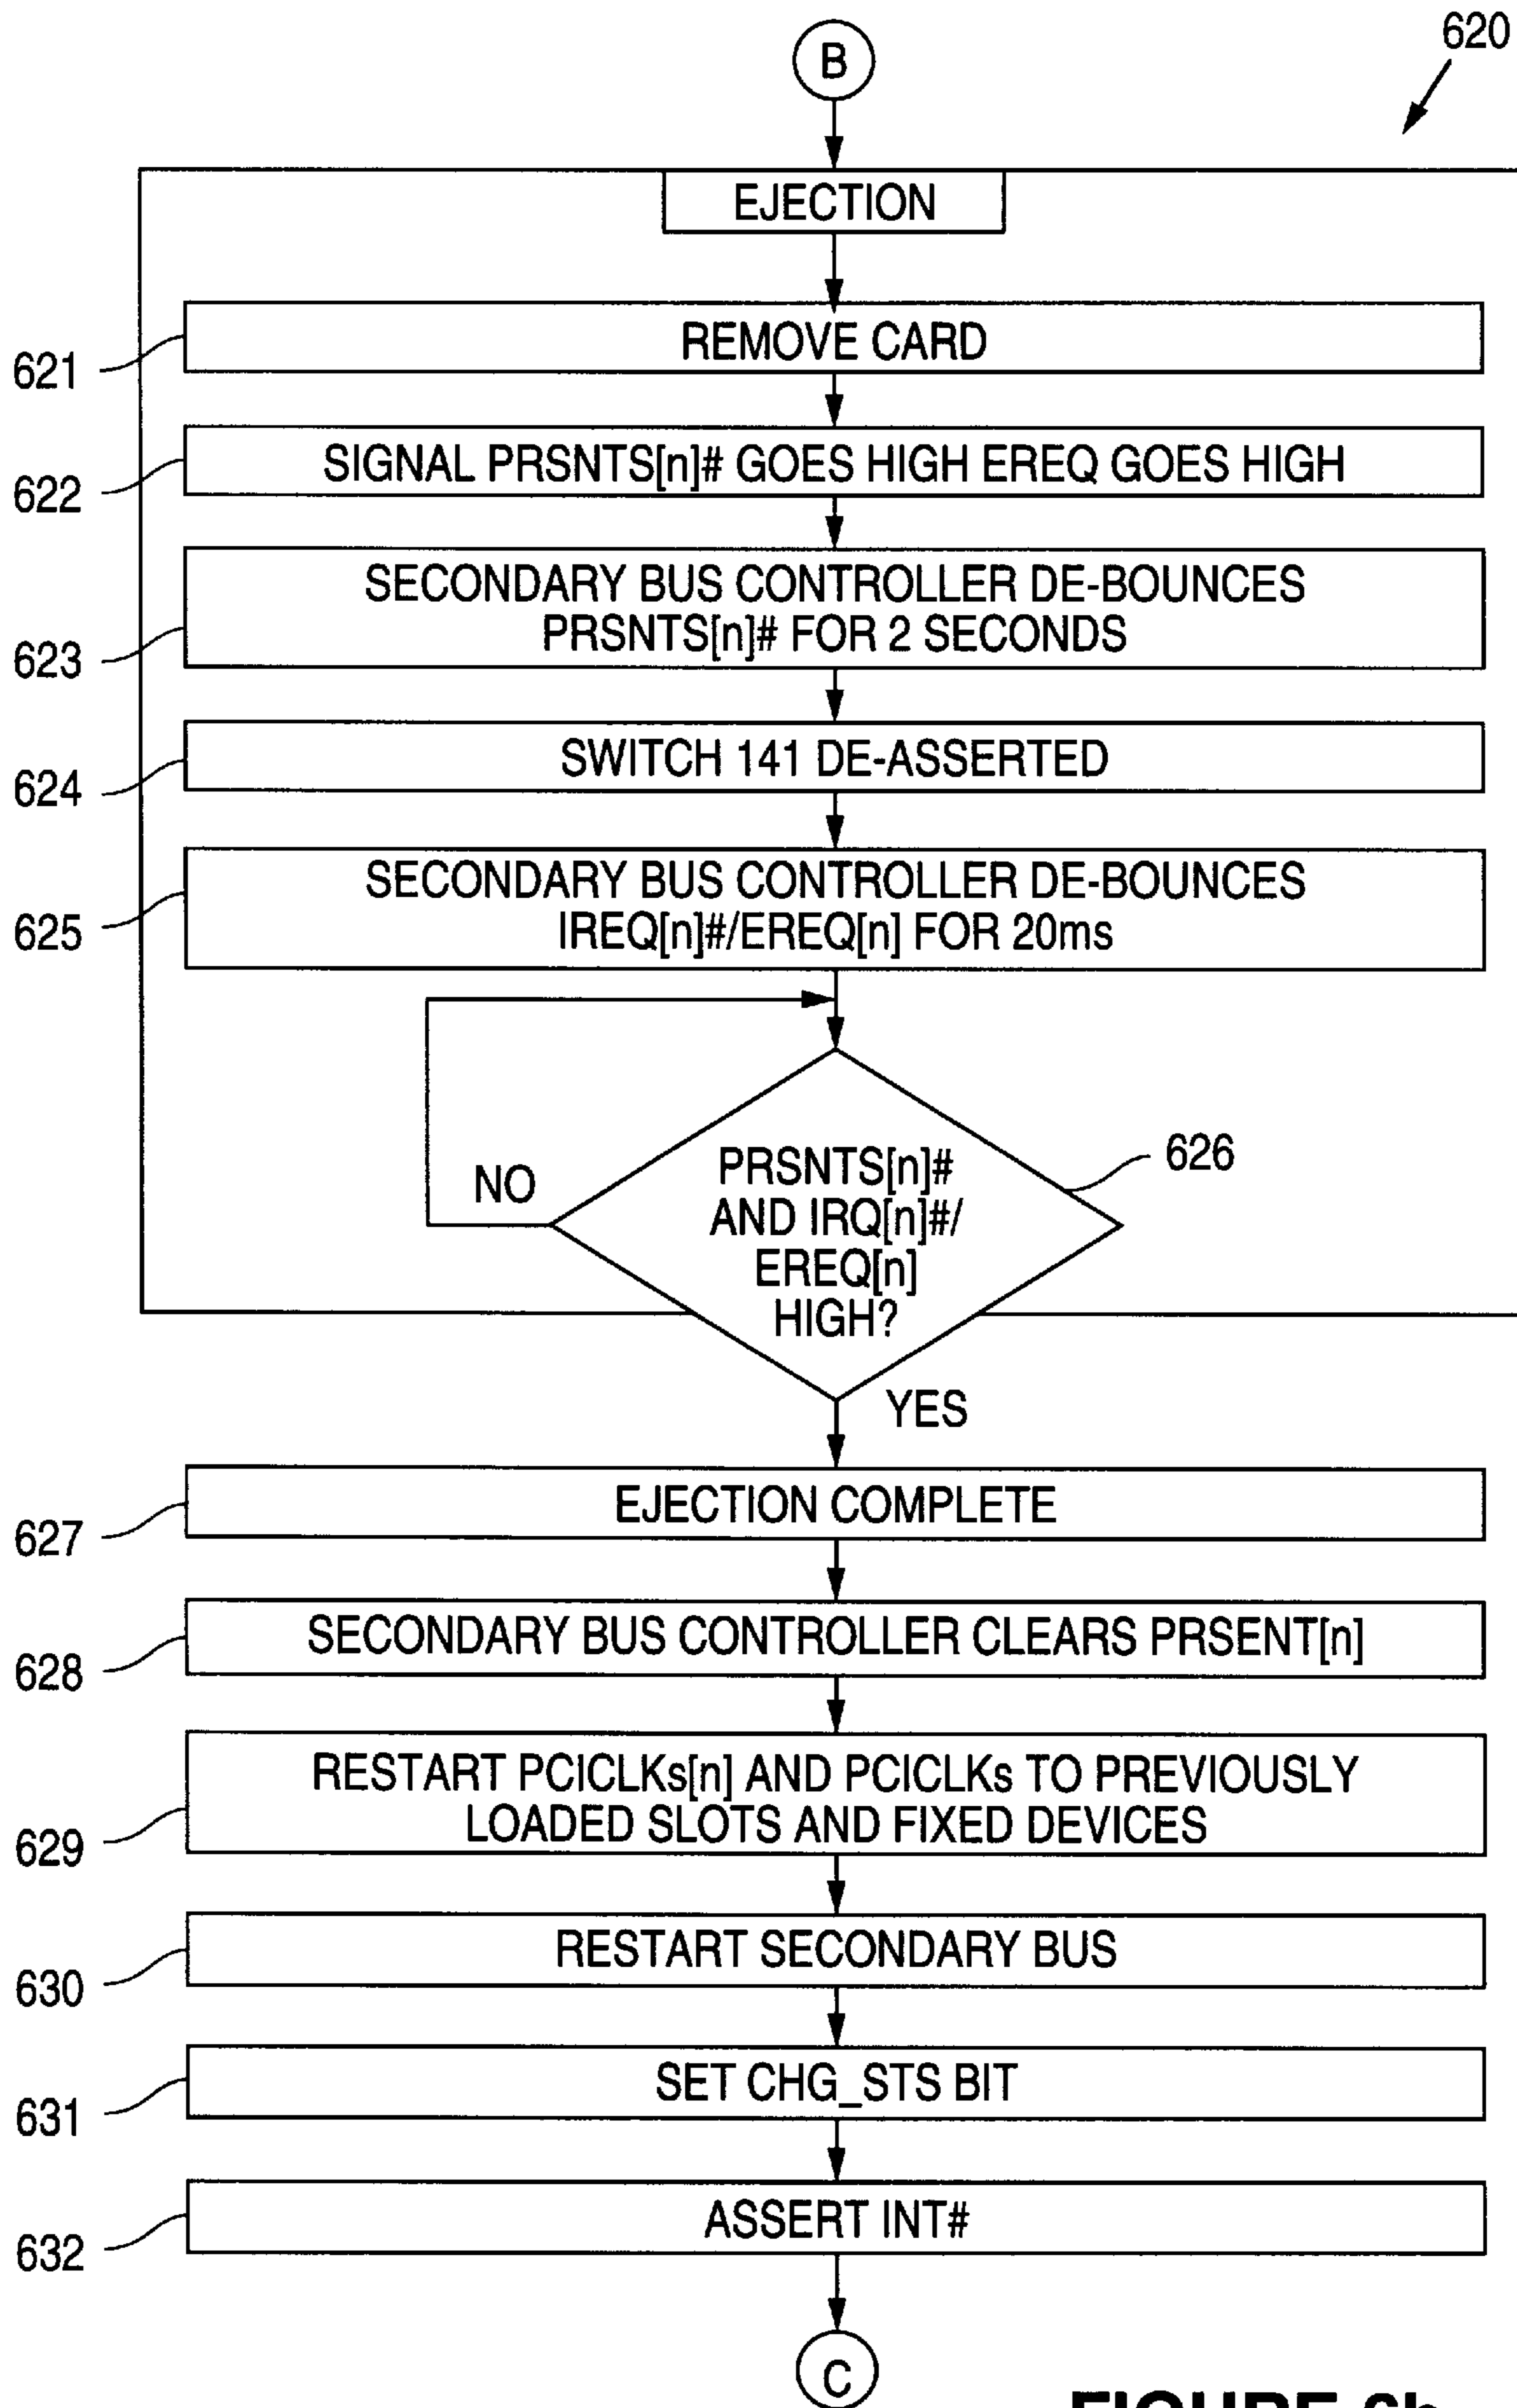 B
620
EJECTION
REMOVE CARD
621
SIGNAL PRSNTS[n]# GOES HIGH EREQ GOES HIGH
622
SECONDARY BUS CONTROLLER DE-BOUNCES
PRSNTS[n]# FOR 2 SECONDS
623
SWITCH 141 DE-ASSERTED
624
SECONDARY BUS CONTROLLER DE-BOUNCES
IREQ[n]#/EREQ[n] FOR 20ms
625
PRSNTS[n]#
AND IRQ[n]#/
EREQ[n]
HIGH?
626
NO
YES
EJECTION COMPLETE
627
SECONDARY BUS CONTROLLER CLEARS PRSENT[n]
628
RESTART PCICLKs[n] AND PCICLKs TO PREVIOUSLY
LOADED SLOTS AND FIXED DEVICES
629
RESTART SECONDARY BUS
630
SET CHG_STS BIT
631
ASSERT INT#
632
C
FIGURE 6b